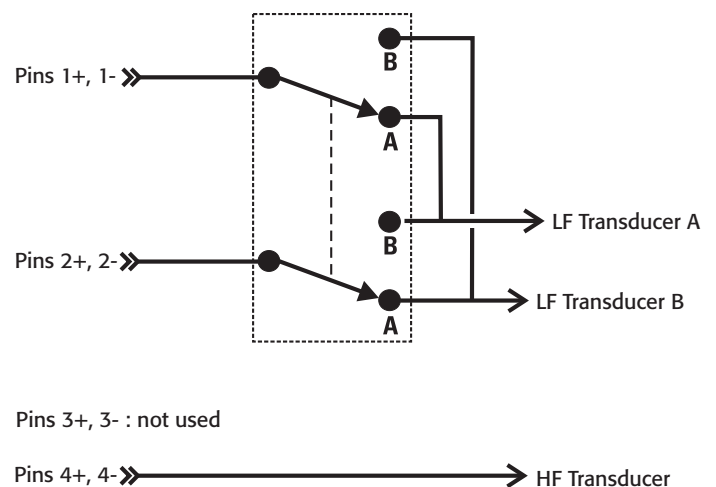 B
Pins 1+, 1-
A
B
LF Transducer A
Pins 2+, 2-
A
LF Transducer B
Pins 3+, 3- : not used
Pins 4+, 4-
HF Transducer